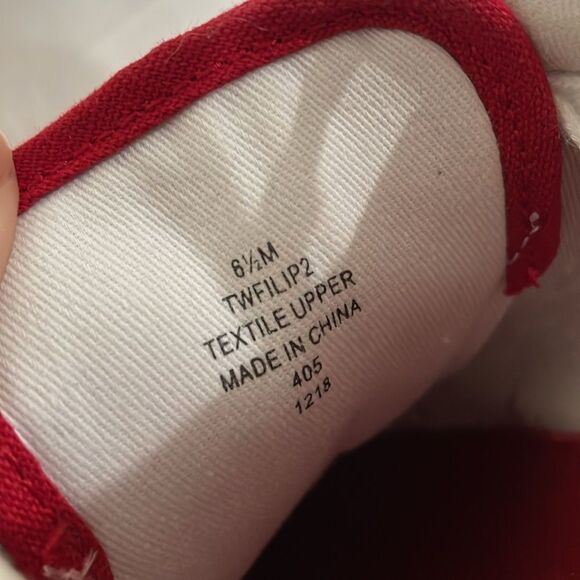 6½M
TWFILIP2
TEXTILE UPPER
MADE IN CHINA
405
1218